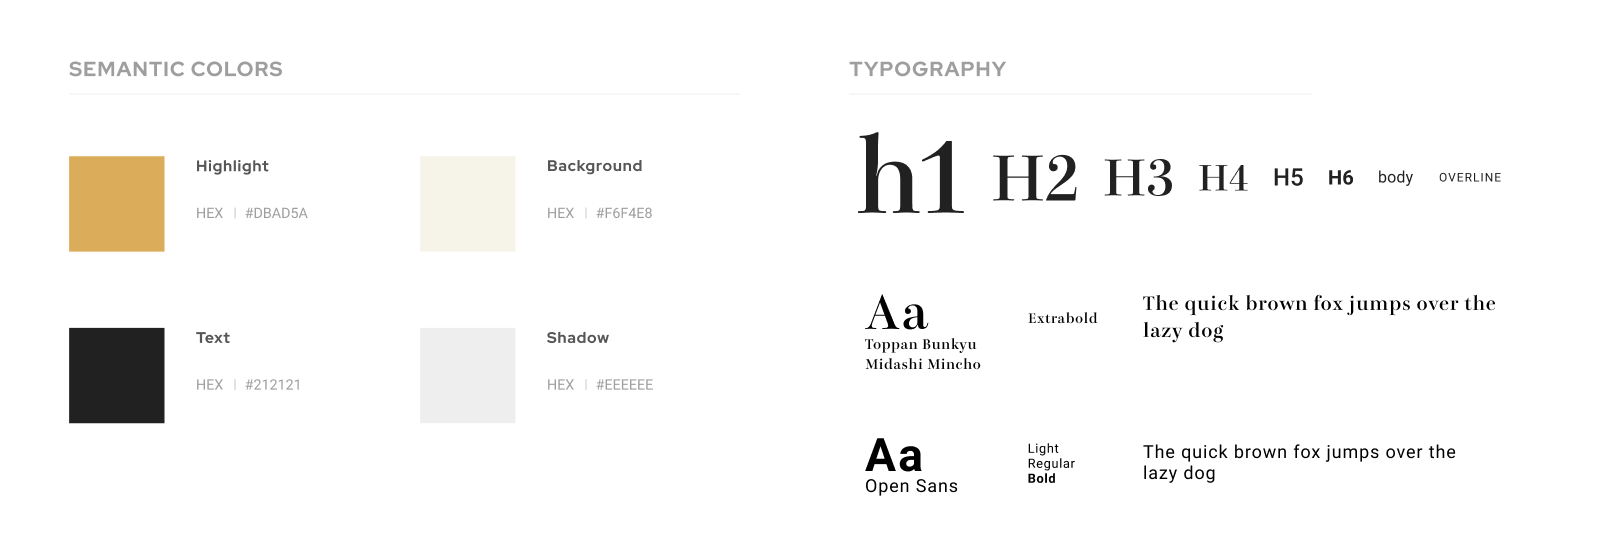 SEMANTIC COLORS
Highlight
HEX | #DBAD5A
Background
HEX | #F6F4E8
Text
HEX | #212121
Shadow
HEX | #EEEEEE
TYPOGRAPHY
h1 H2 H3 H4 H5 H6 body OVERLINE
Aa
Toppan Bunkyu
Midashi Mincho
Extrabold
The quick brown fox jumps over the
lazy dog
Aa
Open Sans
Light
Regular
Bold
The quick brown fox jumps over the
lazy dog